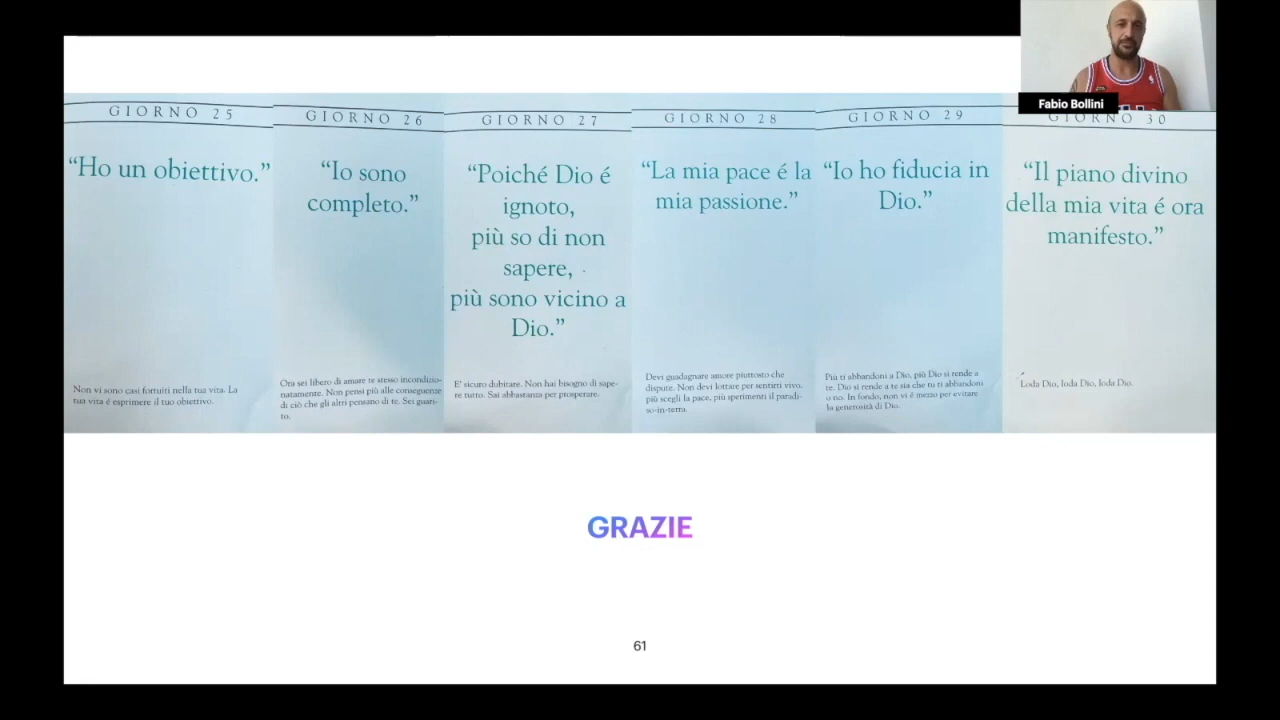 Fabio Bollini
GIORNO 25
“Ho un obiettivo.”
Non vi sono casi fortuiti nella tua vita. La
tua vita é esprimere il tuo obiettivo.
GIORNO 26
“Io sono
completo.”
Ora sei libero di amare te stesso incondizio-
natamente. Non pensi più alle conseguenze
di ciò che gli altri pensano di te. Sei guari-
to.
GIORNO 27
“Poiché Dio é
ignoto,
più so di non
sapere,
più sono vicino a
Dio.”
E' sicuro dubitare. Non hai bisogno di sape-
re tutto. Sai abbastanza per prosperare.
GIORNO 28
“La mia pace é la
mia passione.”
Devi guadagnare amore piuttosto che
dispute. Non devi lottare per sentirti vivo.
più scegli la pace, più sperimenti il paradi-
so-in-terra.
GIORNO 29
“Io ho fiducia in
Dio.”
Più ti abbandoni a Dio, più Dio si rende a
te. Dio si rende a te sia che tu ti abbandoni
o no. In fondo, non vi é mezzo per evitare
la generosità di Dio.
GIORNO 30
“Il piano divino
della mia vita é ora
manifesto.”
Loda Dio, loda Dio, loda Dio.
GRAZIE
61